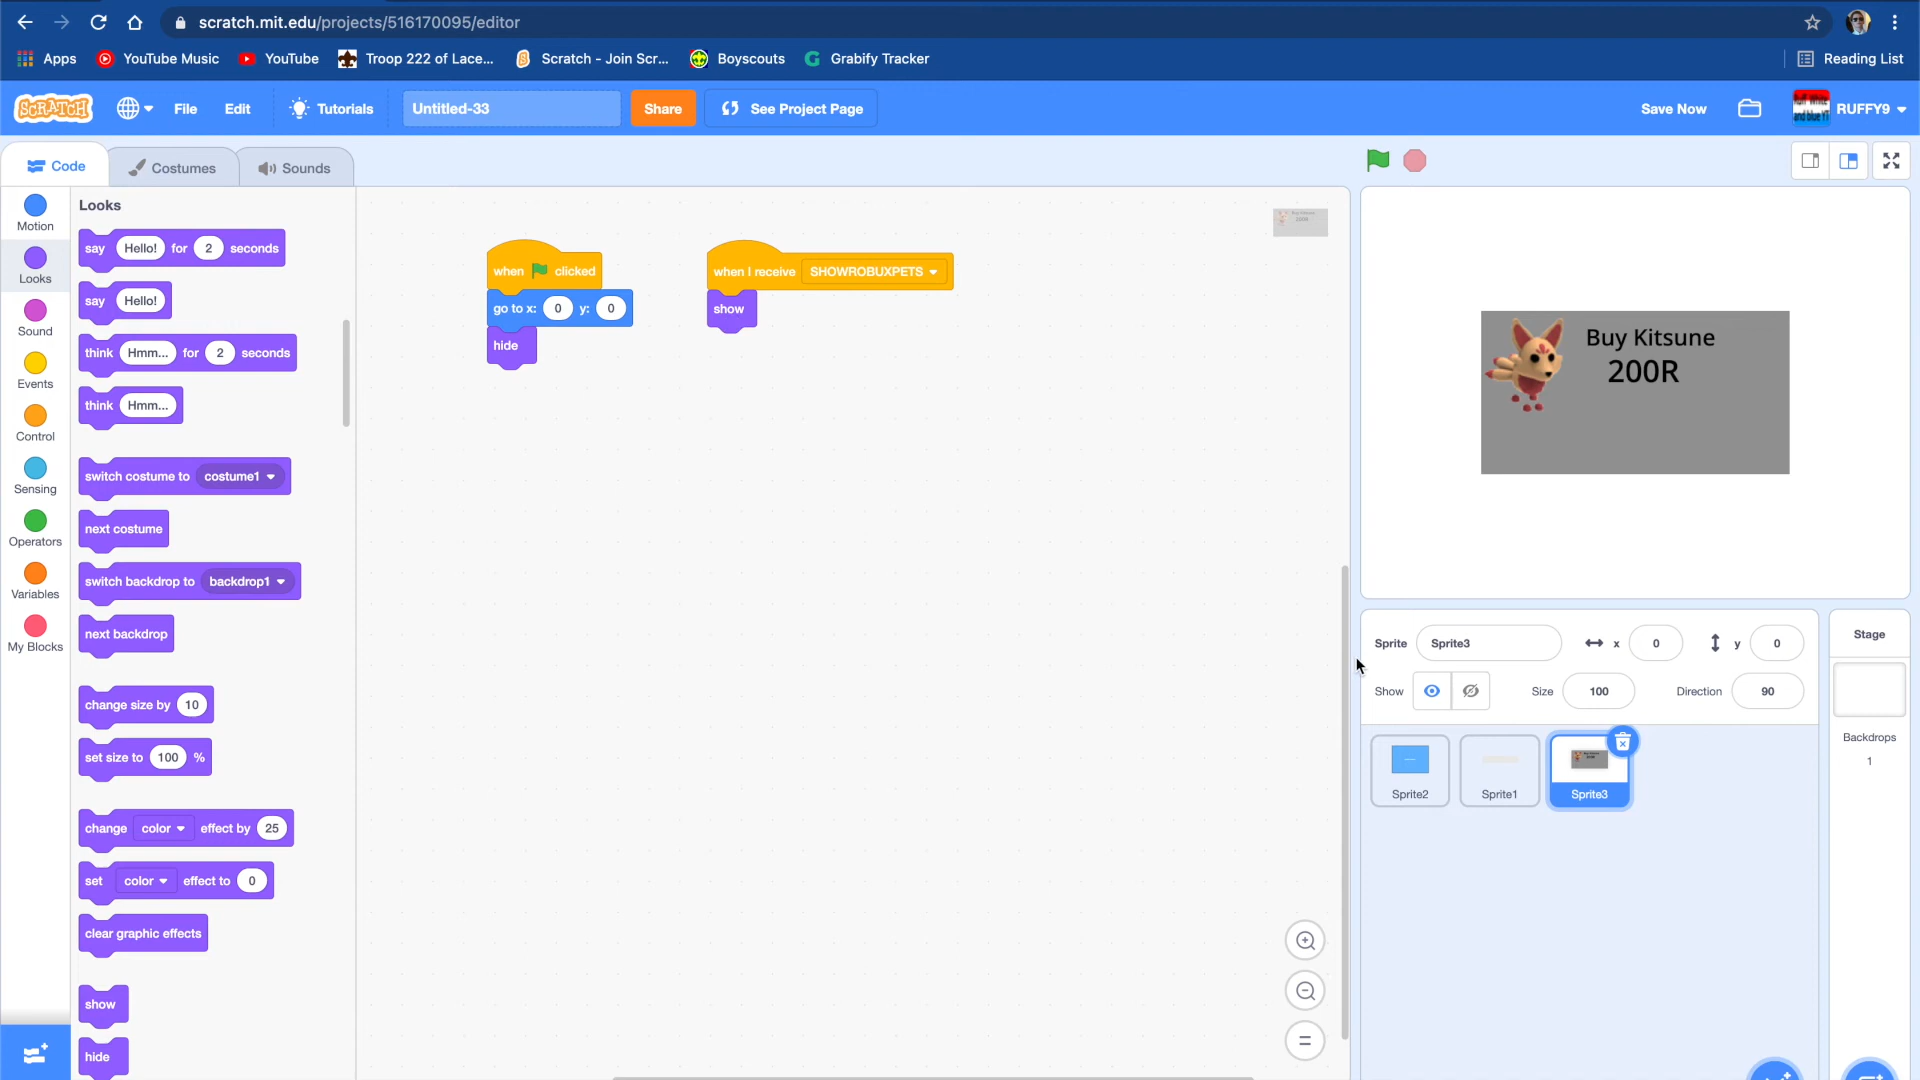 scratch.mit.edu/projects/516170095/editor
Apps YouTube Music YouTube Troop 222 of Lace... Scratch - Join Scr... Boyscouts Grabify Tracker Reading List
SCRATCH File Edit Tutorials Untitled-33 Share See Project Page Save Now RUFFY9
Code Costumes Sounds
Motion
Looks
Sound
Events
Control
Sensing
Operators
Variables
My Blocks
Looks
say Hello! for 2 seconds
say Hello!
think Hmm... for 2 seconds
think Hmm...
switch costume to costume1
next costume
switch backdrop to backdrop1
next backdrop
change size by 10
set size to 100 %
change color effect by 25
set color effect to 0
clear graphic effects
show
hide
when clicked
go to x: 0 y: 0
hide
when I receive SHOWROBUXPETS
show
Buy Kitsune
200R
Sprite Sprite3 x 0 y 0
Show Size 100 Direction 90
Sprite2 Sprite1 Sprite3
Stage
Backdrops
1